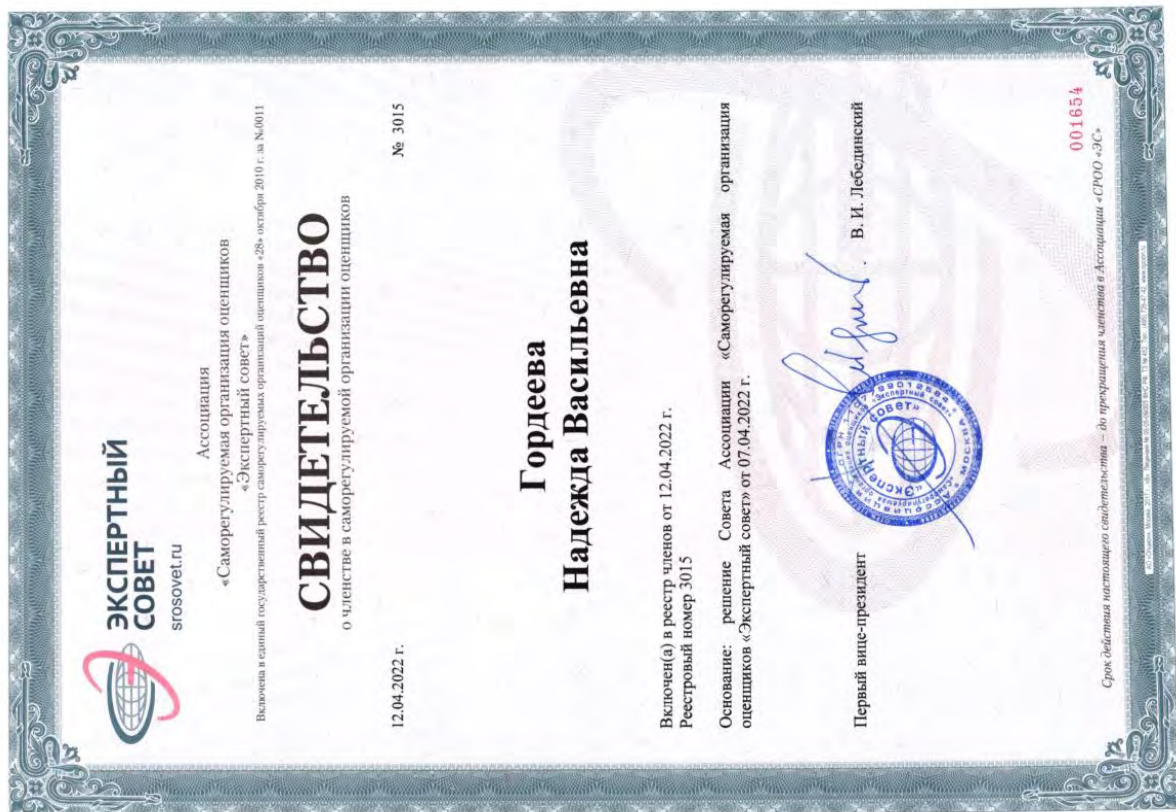 ЭКСПЕРТНЫЙ
СОВЕТ
srosovet.ru
Ассоциация
«Саморегулируемая организация оценщиков
«Экспертный совет»
Включена в единый государственный реестр саморегулируемых организаций оценщиков «28» октября 2010 г. за №0011
СВИДЕТЕЛЬСТВО
о членстве в саморегулируемой организации оценщиков
12.04.2022 г. № 3015
Гордеева
Надежда Васильевна
Включен(а) в реестр членов от 12.04.2022 г.
Реестровый номер 3015
Основание: решение Совета Ассоциации «Саморегулируемая организация
оценщиков «Экспертный совет» от 07.04.2022 г.
Первый вице-президент В. И. Лебединский
«Экспертный совет»
МОСКВА
001654
Срок действия настоящего свидетельства – до прекращения членства в Ассоциации «СРОО «ЭС»